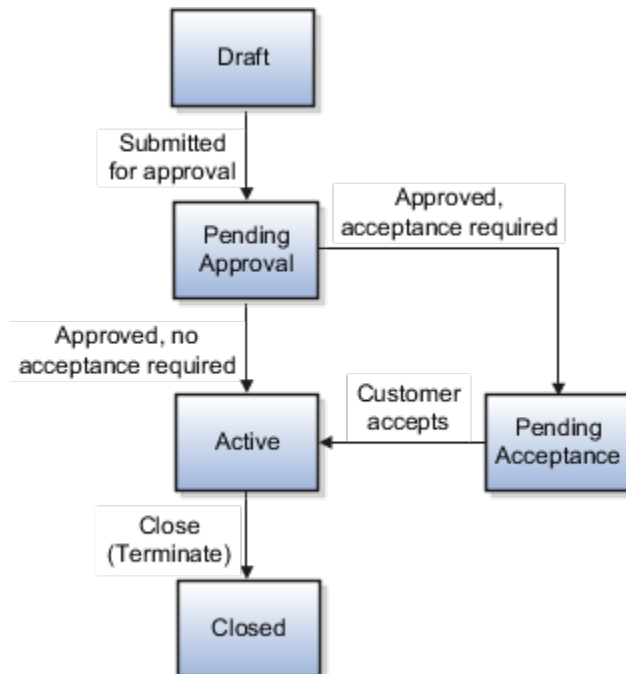 Draft
Submitted
for approval
Pending
Approval
Approved,
acceptance required
Approved, no
acceptance required
Active
Customer
accepts
Pending
Acceptance
Close
(Terminate)
Closed